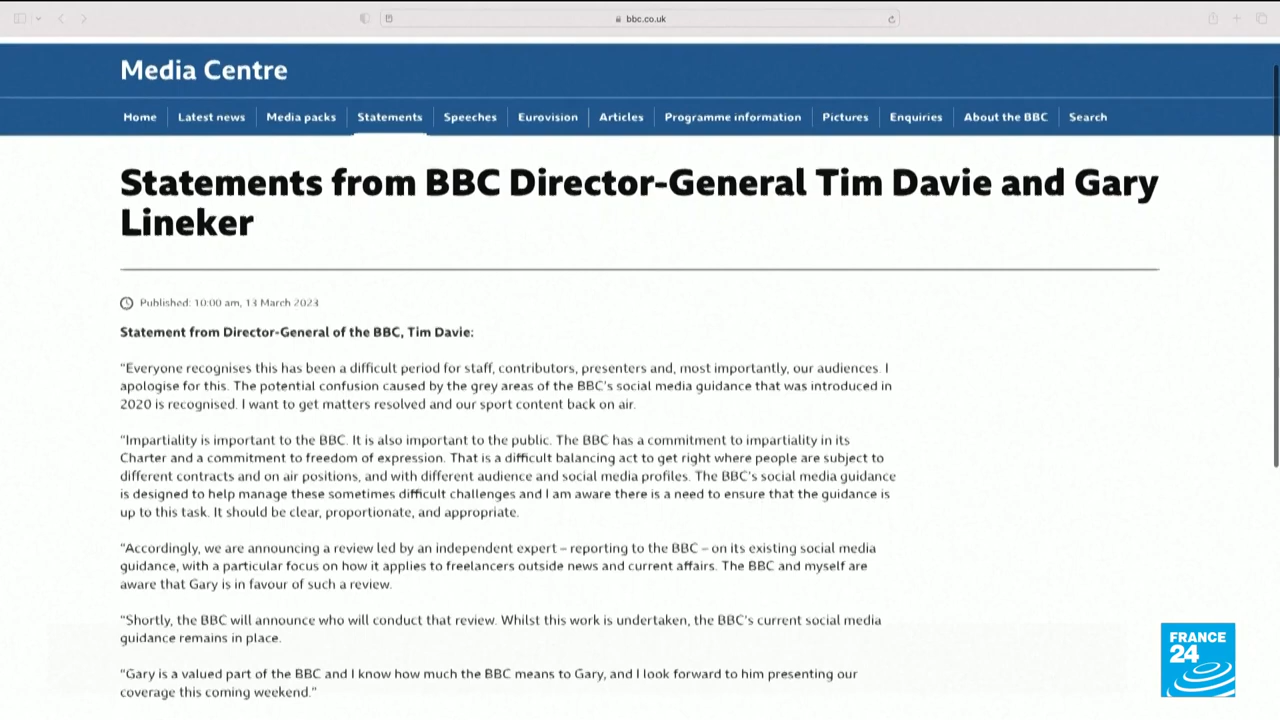 bbc.co.uk
Media Centre
Home Latest news Media packs Statements Speeches Eurovision Articles Programme information Pictures Enquiries About the BBC Search
Statements from BBC Director-General Tim Davie and Gary
Lineker
Published: 10:00 am, 13 March 2023
Statement from Director-General of the BBC, Tim Davie:
“Everyone recognises this has been a difficult period for staff, contributors, presenters and, most importantly, our audiences. I
apologise for this. The potential confusion caused by the grey areas of the BBC’s social media guidance that was introduced in
2020 is recognised. I want to get matters resolved and our sport content back on air.
“Impartiality is important to the BBC. It is also important to the public. The BBC has a commitment to impartiality in its
Charter and a commitment to freedom of expression. That is a difficult balancing act to get right where people are subject to
different contracts and on air positions, and with different audience and social media profiles. The BBC’s social media guidance
is designed to help manage these sometimes difficult challenges and I am aware there is a need to ensure that the guidance is
up to this task. It should be clear, proportionate, and appropriate.
“Accordingly, we are announcing a review led by an independent expert – reporting to the BBC – on its existing social media
guidance, with a particular focus on how it applies to freelancers outside news and current affairs. The BBC and myself are
aware that Gary is in favour of such a review.
“Shortly, the BBC will announce who will conduct that review. Whilst this work is undertaken, the BBC’s current social media
guidance remains in place.
“Gary is a valued part of the BBC and I know how much the BBC means to Gary, and I look forward to him presenting our
coverage this coming weekend.”
FRANCE
24